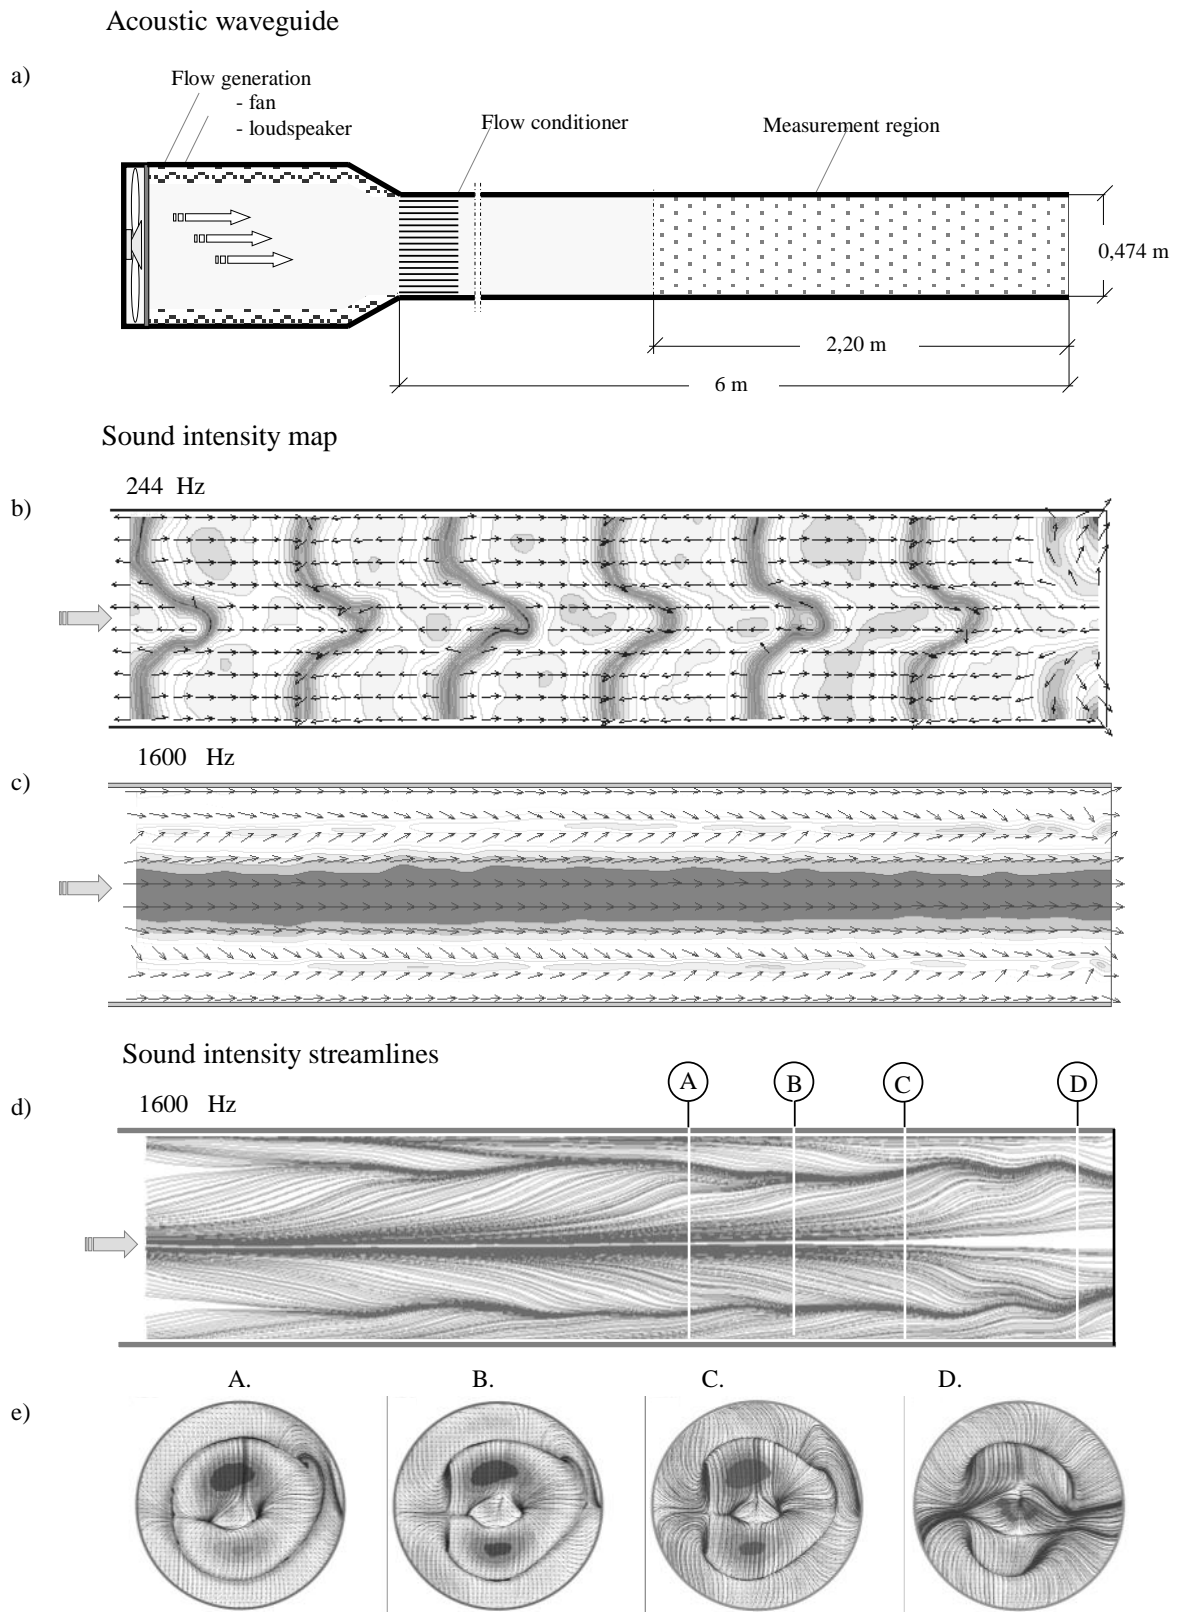 Acoustic waveguide
a)
Flow generation
- fan
- loudspeaker
Flow conditioner
Measurement region
0,474 m
2,20 m
6 m
Sound intensity map
244 Hz
b)
1600 Hz
c)
Sound intensity streamlines
A B C D
d)
1600 Hz
A. B. C. D.
e)